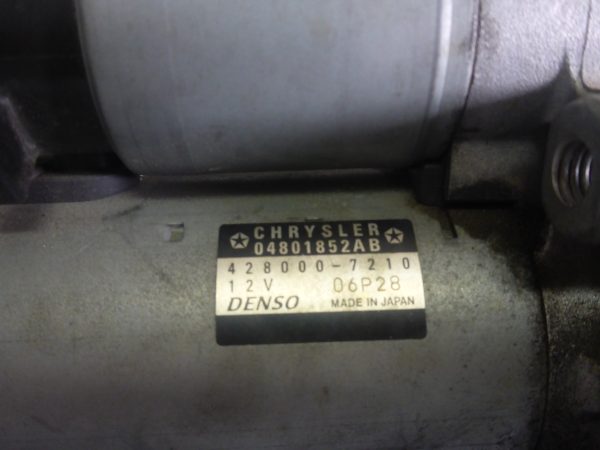 CHRYSLER
04801852AB
428000-7210
12V 06P28
DENSO MADE IN JAPAN